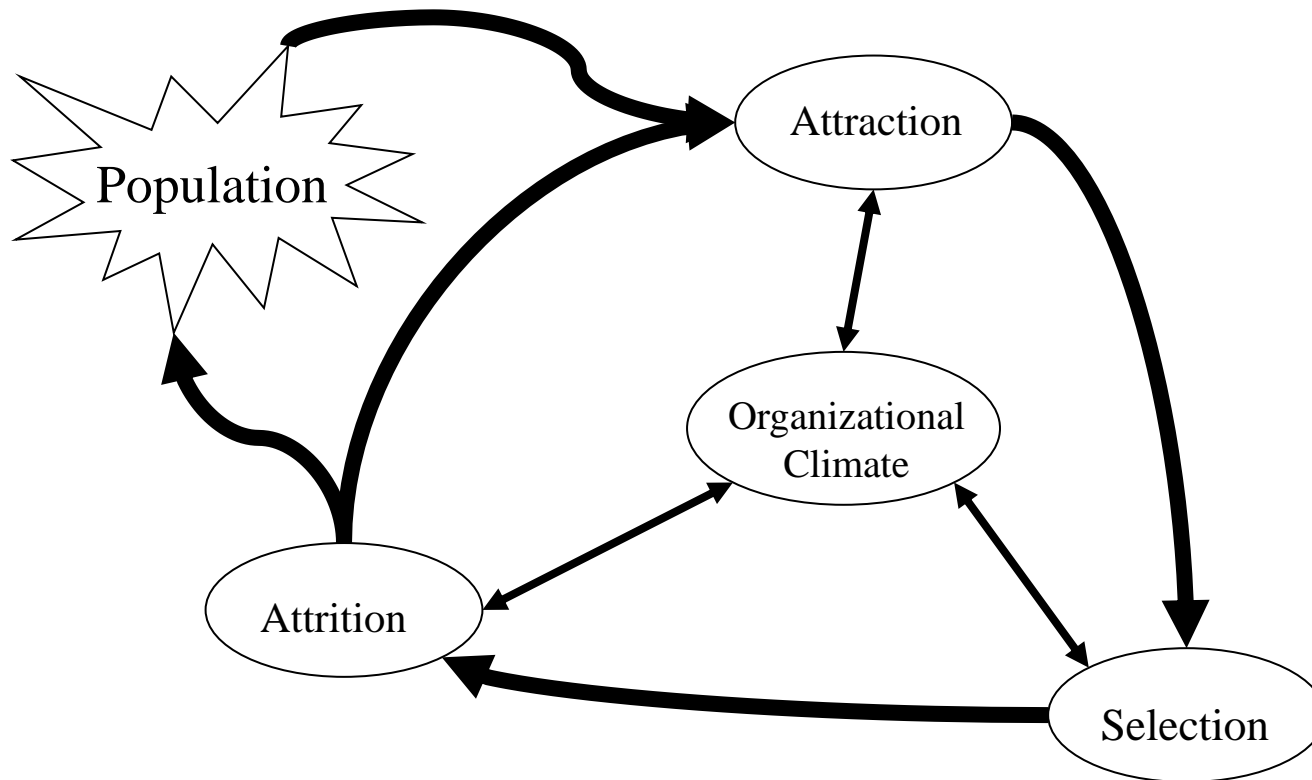 Attraction
Population
Organizational
Climate
Attrition
Selection